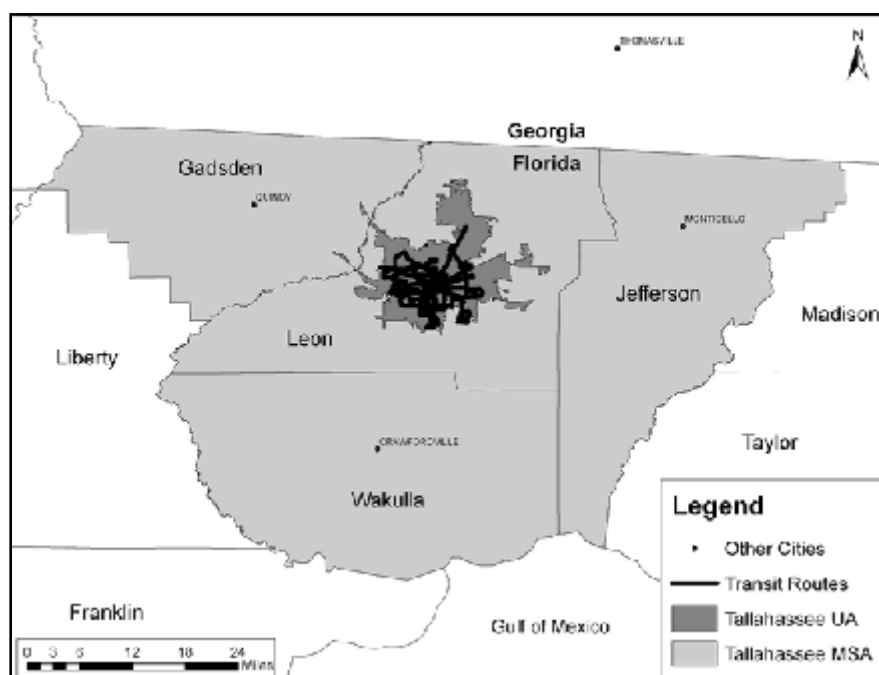 THOMASVILLE
N
Georgia
Florida
Gadsden
QUINCY
MONTICELLO
Jefferson
Madison
Leon
Liberty
CRAWFORDVILLE
Taylor
Wakulla
Legend
Other Cities
Transit Routes
Tallahassee UA
Tallahassee MSA
Franklin
Gulf of Mexico
0 3 6 12 18 24
Miles